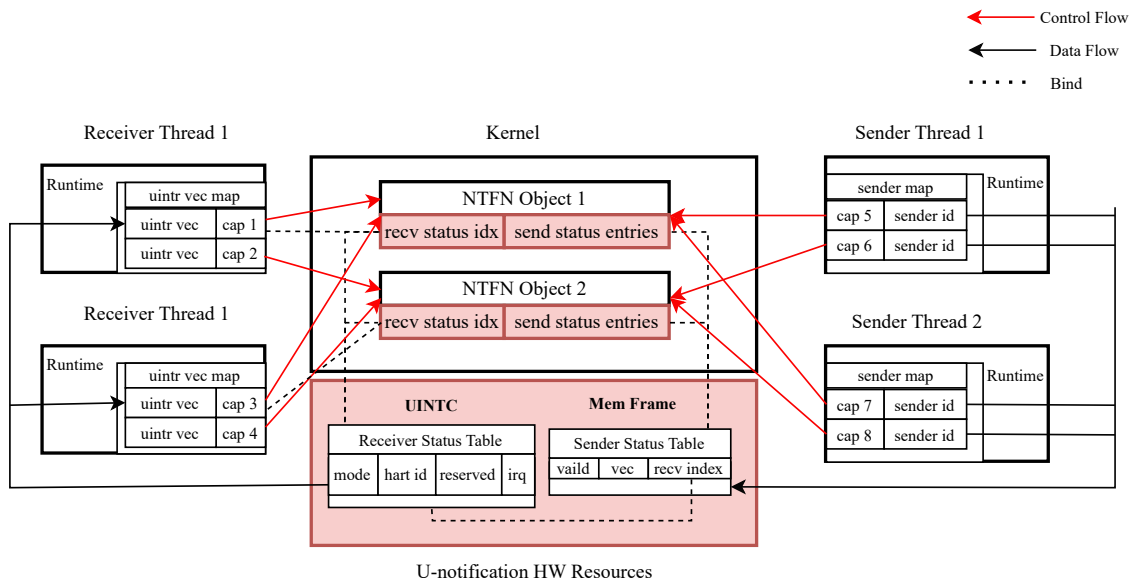 Control Flow
Data Flow
Bind
Receiver Thread 1
Kernel
Sender Thread 1
Runtime
uintr vec map
uintr vec cap 1
uintr vec cap 2
NTFN Object 1
recv status idx send status entries
NTFN Object 2
recv status idx send status entries
sender map
Runtime
cap 5 sender id
cap 6 sender id
Receiver Thread 1
Sender Thread 2
Runtime
uintr vec map
uintr vec cap 3
uintr vec cap 4
sender map
Runtime
cap 7 sender id
cap 8 sender id
UINTC
Mem Frame
Receiver Status Table
mode hart id reserved irq
Sender Status Table
vaild vec recv index
U-notification HW Resources